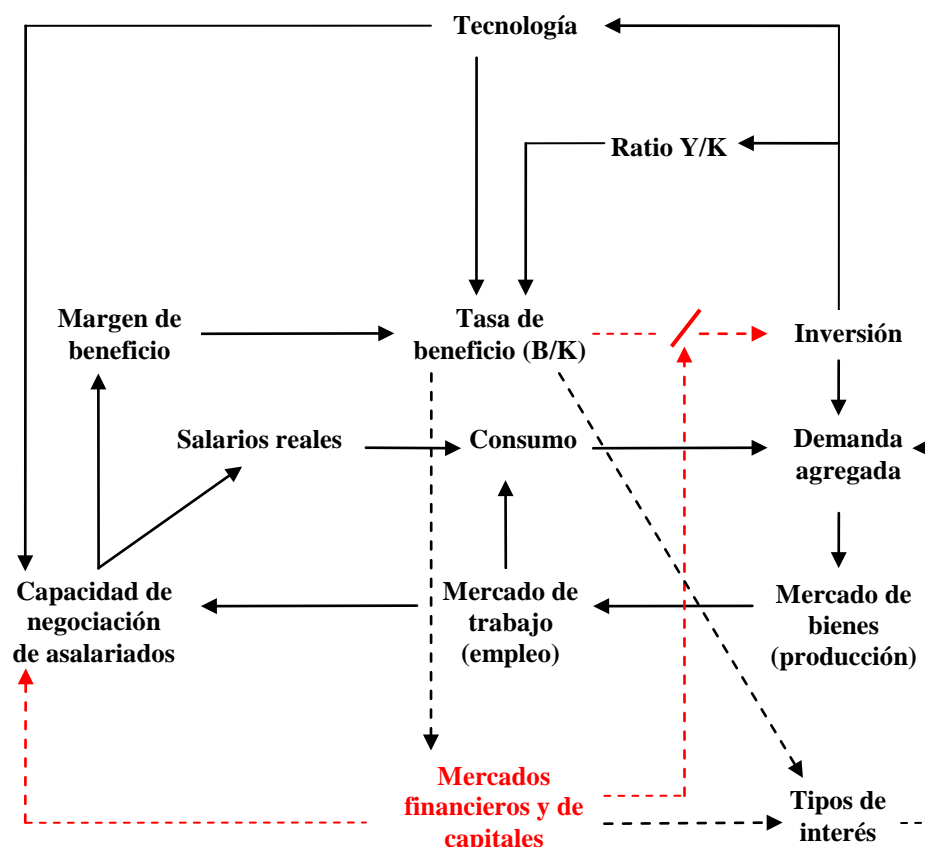 Tecnología
Ratio Y/K
Margen de
beneficio
Tasa de
beneficio (B/K)
Inversión
Salarios reales
Consumo
Demanda
agregada
Capacidad de
negociación
de asalariados
Mercado de
trabajo
(empleo)
Mercado de
bienes
(producción)
Mercados
financieros y de
capitales
Tipos de
interés